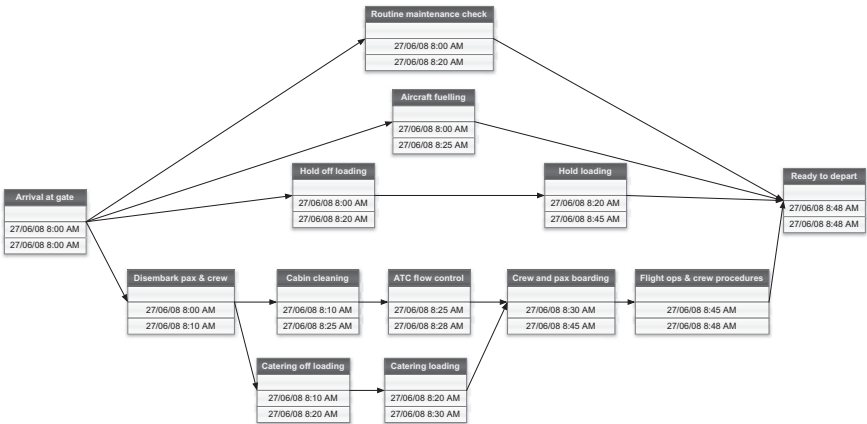 Routine maintenance check
27/06/08 8:00 AM
27/06/08 8:20 AM
Aircraft fuelling
27/06/08 8:00 AM
27/06/08 8:25 AM
Hold off loading
27/06/08 8:00 AM
27/06/08 8:20 AM
Hold loading
27/06/08 8:20 AM
27/06/08 8:45 AM
Ready to depart
27/06/08 8:48 AM
27/06/08 8:48 AM
Arrival at gate
27/06/08 8:00 AM
27/06/08 8:00 AM
Disembark pax & crew
27/06/08 8:00 AM
27/06/08 8:10 AM
Cabin cleaning
27/06/08 8:10 AM
27/06/08 8:25 AM
ATC flow control
27/06/08 8:25 AM
27/06/08 8:28 AM
Crew and pax boarding
27/06/08 8:30 AM
27/06/08 8:45 AM
Flight ops & crew procedures
27/06/08 8:45 AM
27/06/08 8:48 AM
Catering off loading
27/06/08 8:10 AM
27/06/08 8:20 AM
Catering loading
27/06/08 8:20 AM
27/06/08 8:30 AM